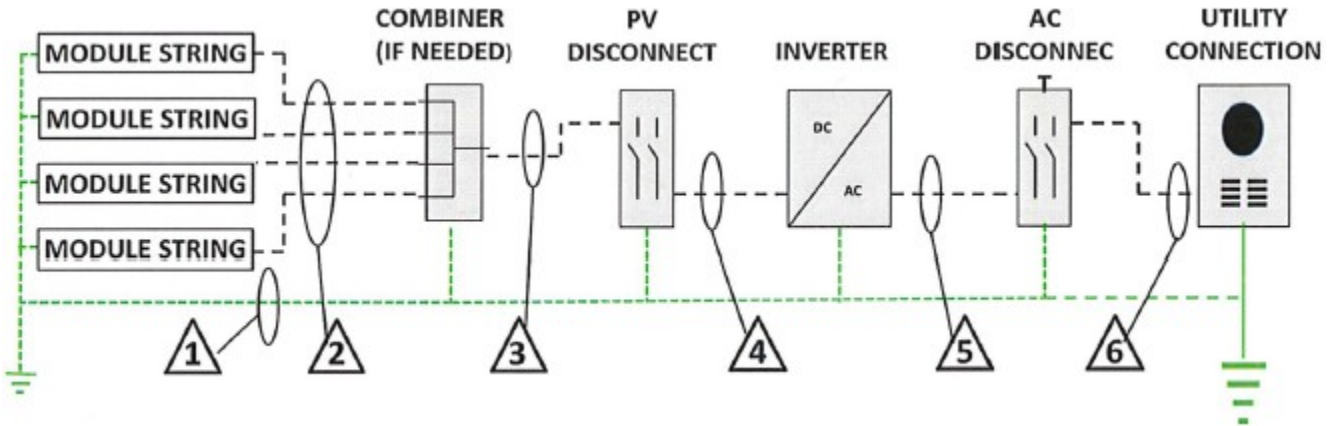 COMBINER
(IF NEEDED)
PV
DISCONNECT
INVERTER
AC
DISCONNEC
T
UTILITY
CONNECTION
MODULE STRING
MODULE STRING
MODULE STRING
MODULE STRING
DC
AC
1
2
3
4
5
6